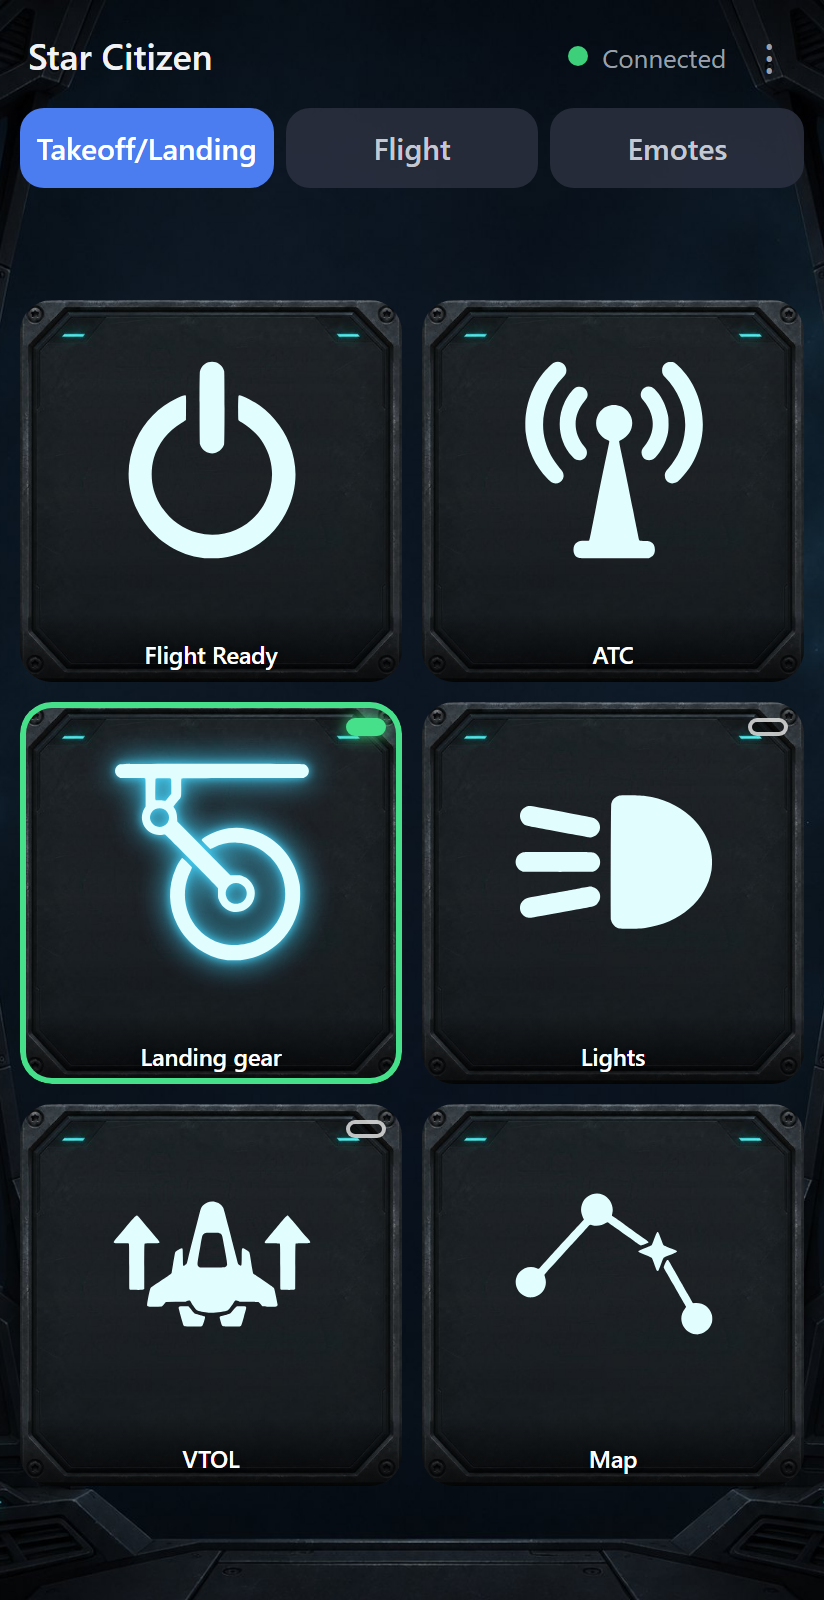 Star Citizen
Connected
Takeoff/Landing
Flight
Emotes
Flight Ready
ATC
Landing gear
Lights
VTOL
Map